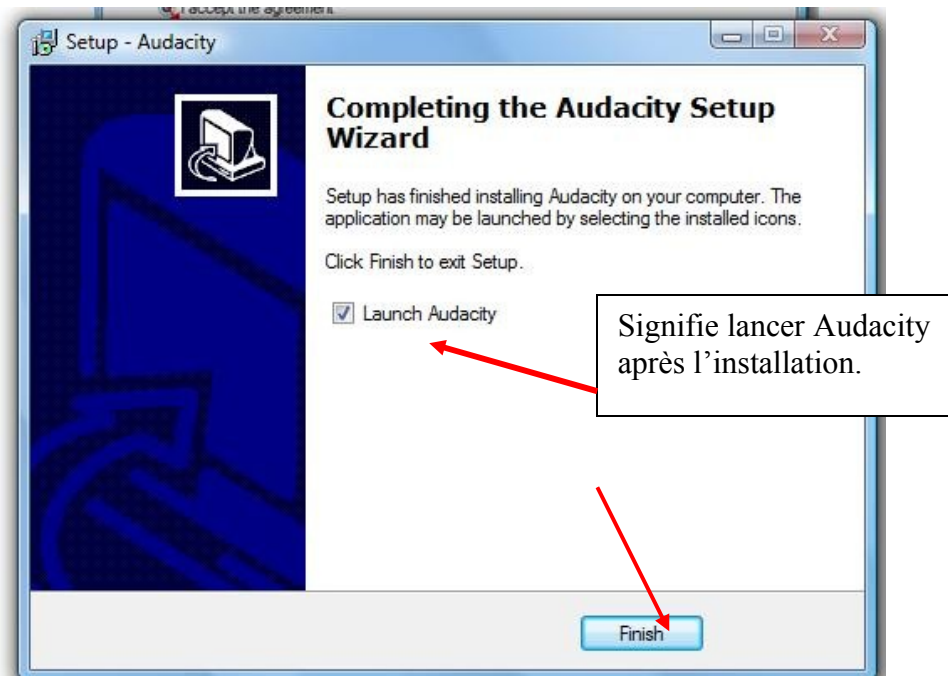 I accept the agreement
Setup - Audacity
Completing the Audacity Setup
Wizard
Setup has finished installing Audacity on your computer. The
application may be launched by selecting the installed icons.
Click Finish to exit Setup.
Launch Audacity
Signifie lancer Audacity
après l’installation.
Finish